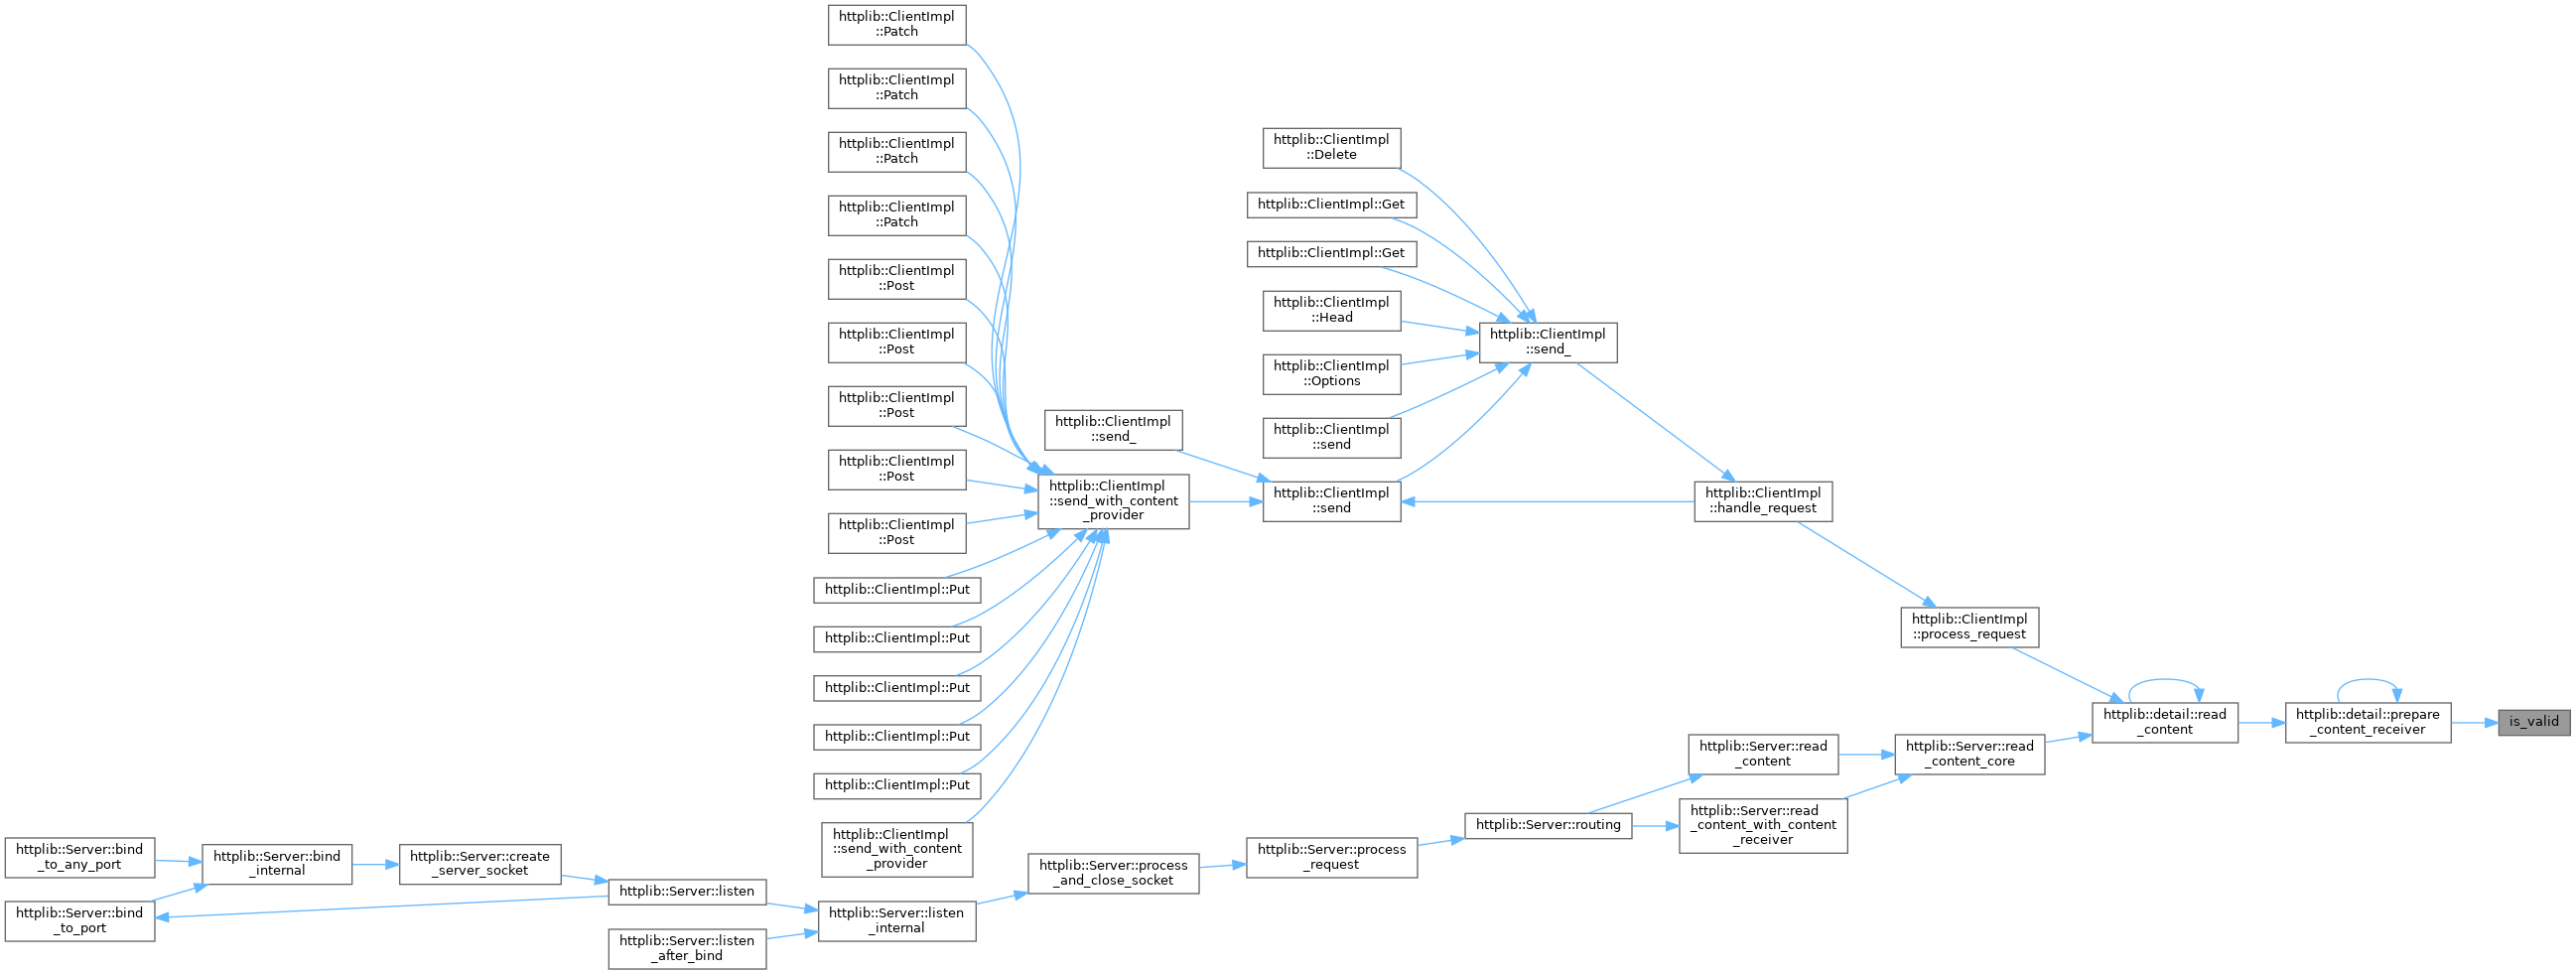 httplib::ClientImpl
::Patch
httplib::ClientImpl
::Patch
httplib::ClientImpl
::Patch
httplib::ClientImpl
::Patch
httplib::ClientImpl
::Post
httplib::ClientImpl
::Post
httplib::ClientImpl
::Post
httplib::ClientImpl
::Post
httplib::ClientImpl
::Post
httplib::ClientImpl::Put
httplib::ClientImpl::Put
httplib::ClientImpl::Put
httplib::ClientImpl::Put
httplib::ClientImpl::Put
httplib::ClientImpl
::send_with_content
_provider
httplib::ClientImpl
::send_
httplib::ClientImpl
::send_with_content
_provider
httplib::ClientImpl
::Delete
httplib::ClientImpl::Get
httplib::ClientImpl::Get
httplib::ClientImpl
::Head
httplib::ClientImpl
::Options
httplib::ClientImpl
::send
httplib::ClientImpl
::send
httplib::ClientImpl
::send_
httplib::ClientImpl
::handle_request
httplib::ClientImpl
::process_request
httplib::detail::read
_content
httplib::detail::prepare
_content_receiver
is_valid
httplib::Server::read
_content
httplib::Server::read
_content_core
httplib::Server::read
_content_with_content
_receiver
httplib::Server::routing
httplib::Server::process
_request
httplib::Server::process
_and_close_socket
httplib::Server::listen
_internal
httplib::Server::listen
httplib::Server::listen
_after_bind
httplib::Server::create
_server_socket
httplib::Server::bind
_internal
httplib::Server::bind
_to_any_port
httplib::Server::bind
_to_port